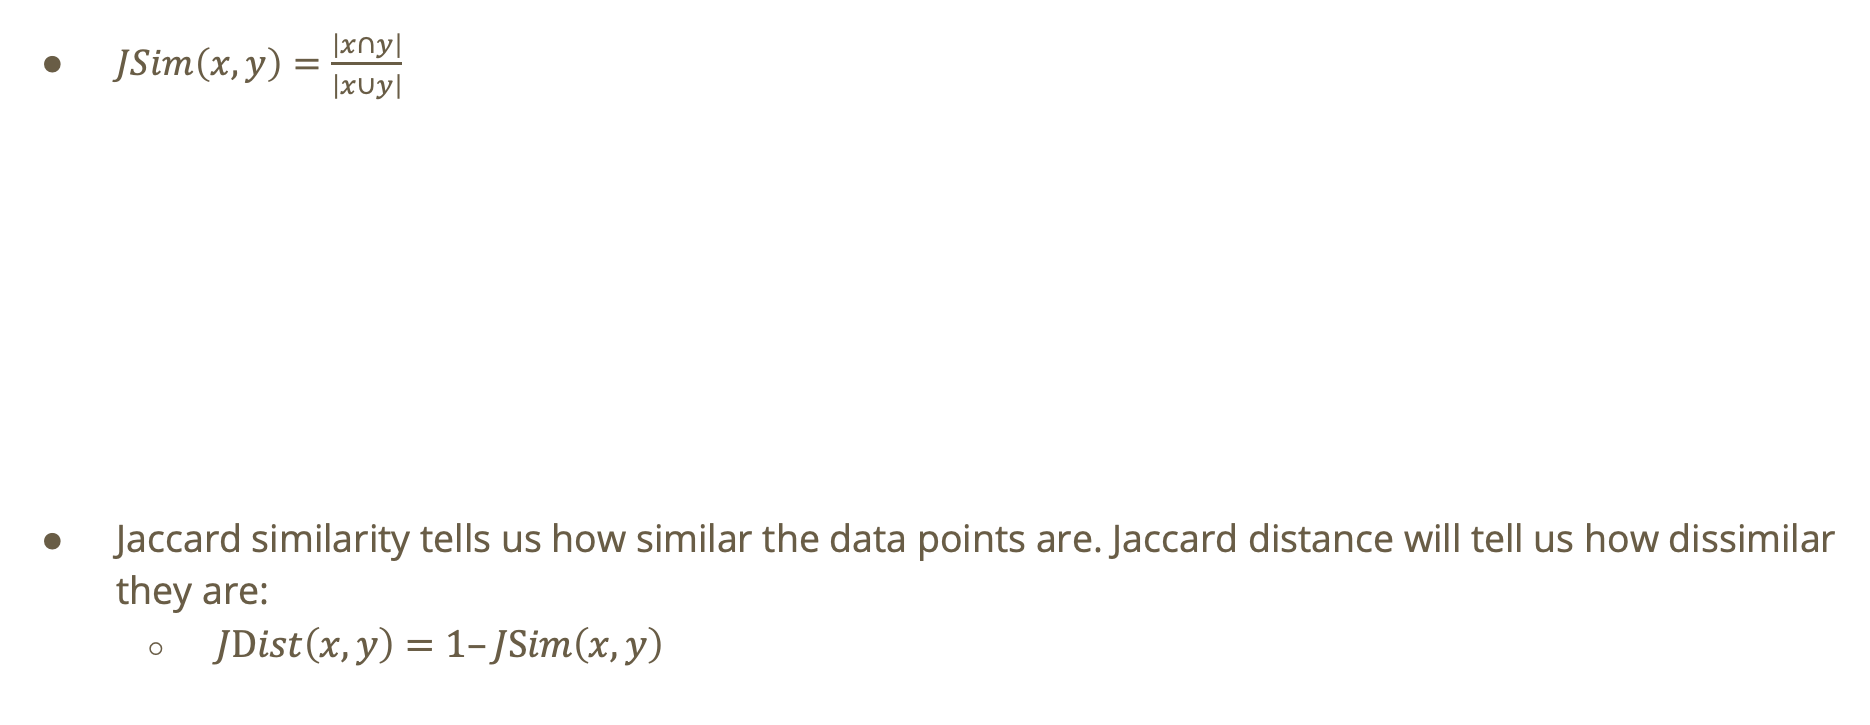 ● JSim(x, y) = |x∩y| / |x∪y|
● Jaccard similarity tells us how similar the data points are. Jaccard distance will tell us how dissimilar
they are:
○ JDist(x, y) = 1–JSim(x, y)